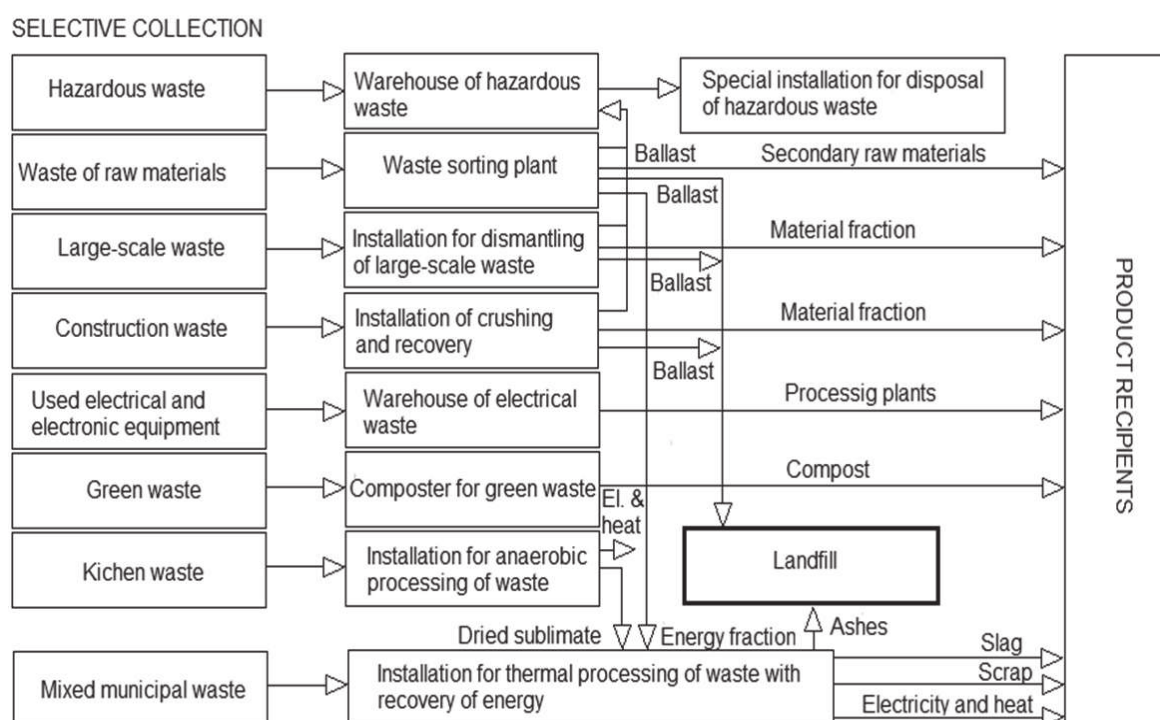 SELECTIVE COLLECTION
Hazardous waste
Warehouse of hazardous
waste
Special installation for disposal
of hazardous waste
Waste of raw materials
Waste sorting plant
Ballast
Secondary raw materials
Ballast
Large-scale waste
Installation for dismantling
of large-scale waste
Material fraction
Ballast
Construction waste
Installation of crushing
and recovery
Material fraction
Ballast
Used electrical and
electronic equipment
Warehouse of electrical
waste
Processig plants
Green waste
Composter for green waste
Compost
El. &
heat
Kichen waste
Installation for anaerobic
processing of waste
Landfill
Dried sublimate
Energy fraction
Ashes
Mixed municipal waste
Installation for thermal processing of waste with
recovery of energy
Slag
Scrap
Electricity and heat
PRODUCT RECIPIENTS